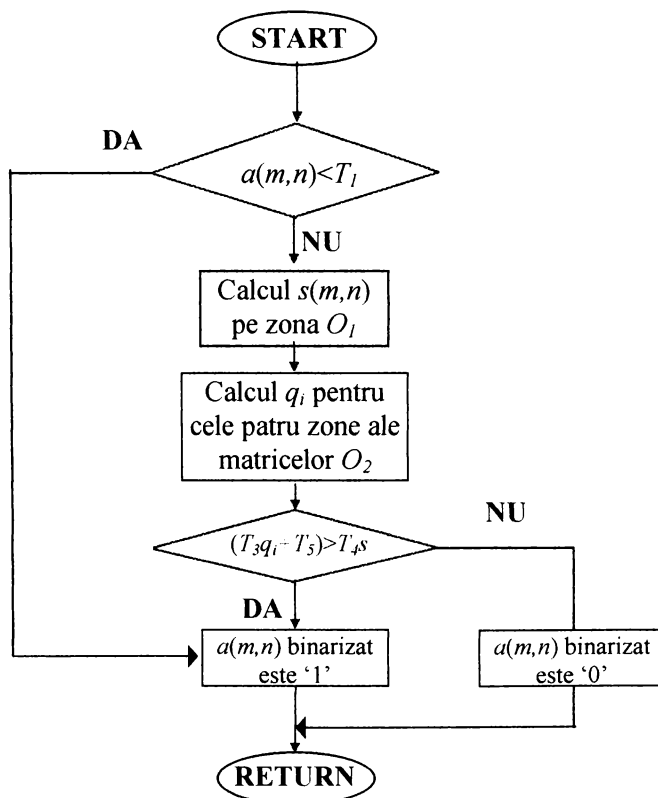 START
DA
a(m,n)<T₁
NU
Calcul s(m,n)
pe zona O₁
Calcul qᵢ pentru
cele patru zone ale
matricelor O₂
NU
(T₃qᵢ+T₅)>T₄s
DA
a(m,n) binarizat
este ‘1’
a(m,n) binarizat
este ‘0’
RETURN